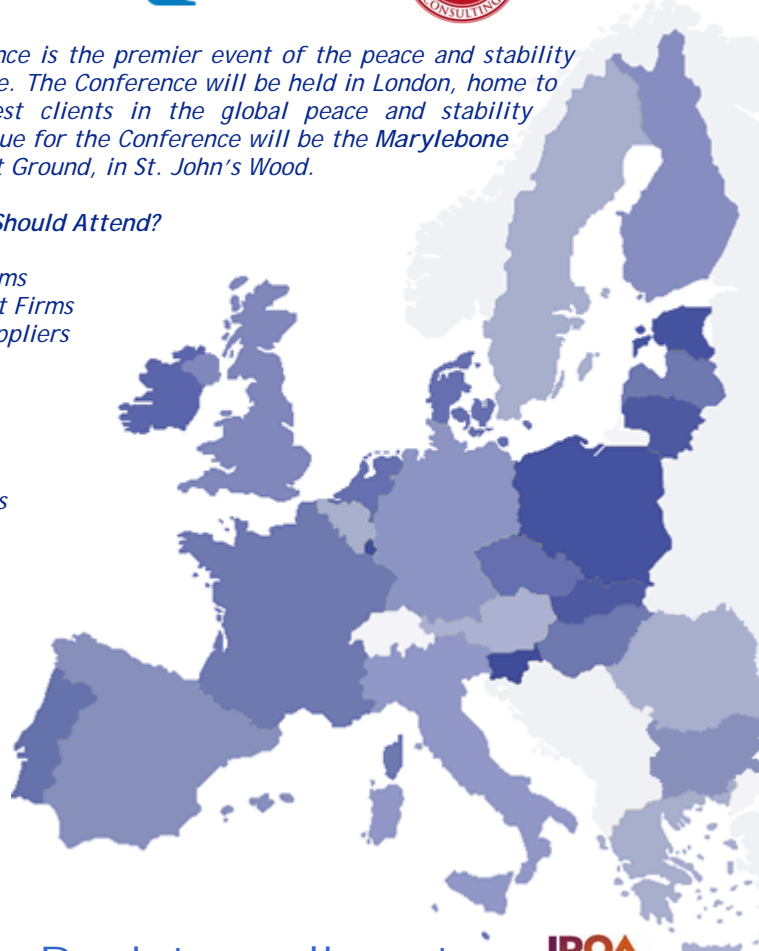 CONSULTING
nce is the premier event of the peace and stability
e. The Conference will be held in London, home to
est clients in the global peace and stability
ue for the Conference will be the Marylebone
t Ground, in St. John's Wood.
Should Attend?
ms
t Firms
ppliers
s
IPOA